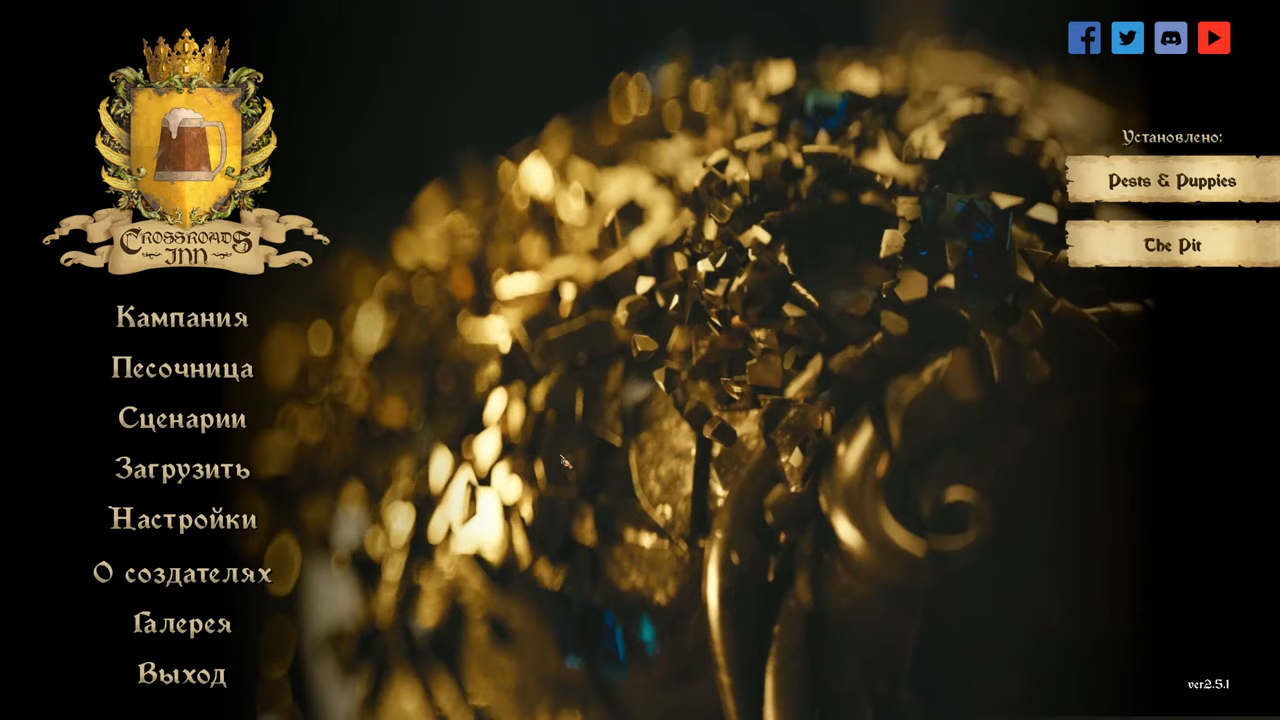 Crossroads
Inn
Кампания
Песочница
Сценарии
Загрузить
Настройки
О создателях
Галерея
Выход
Установлено:
Pests & Puppies
The Pit
ver2.5.1